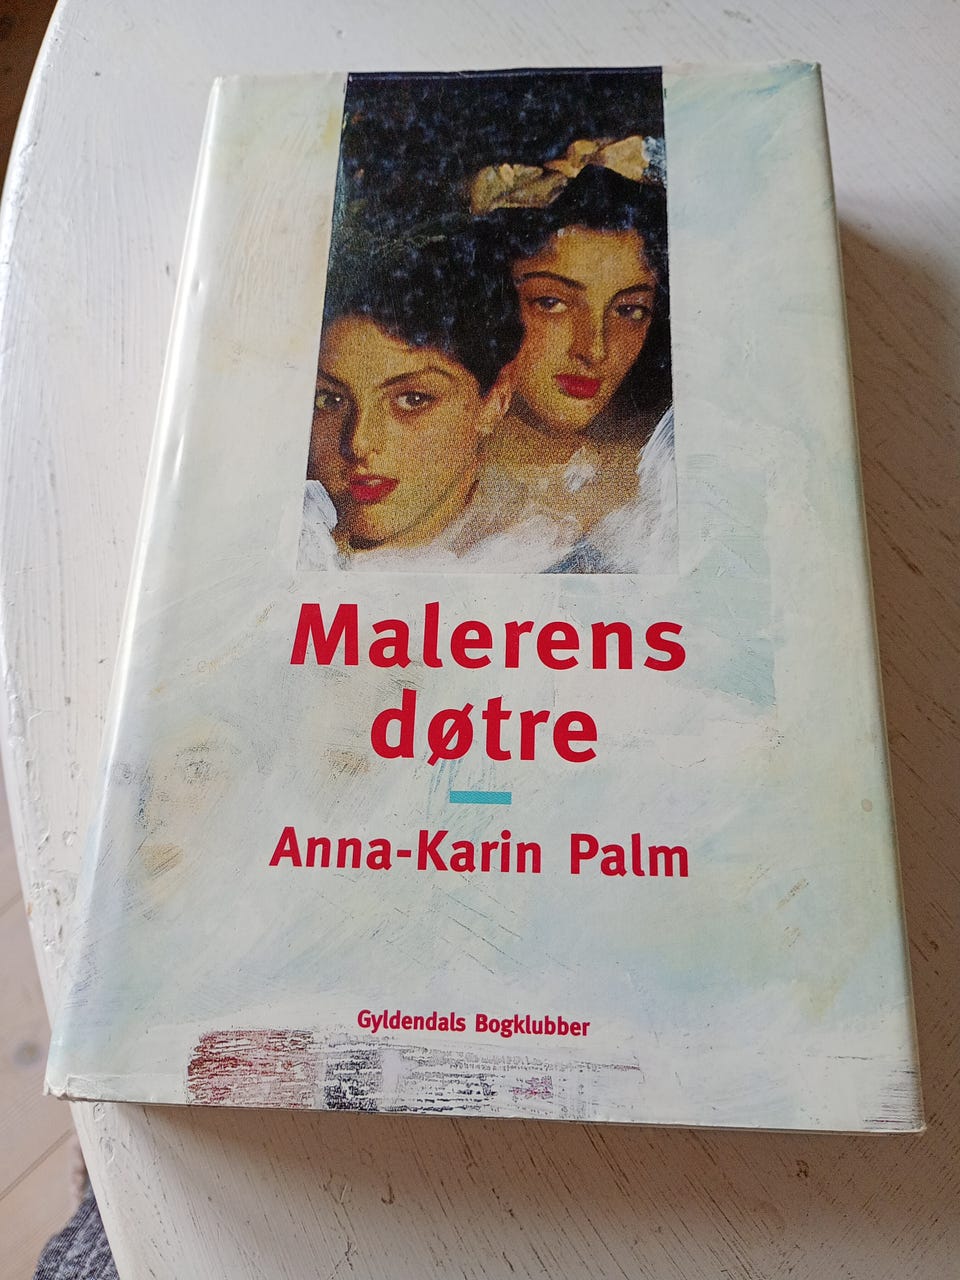 Malerens
døtre
Anna-Karin Palm
Gyldendals Bogklubber